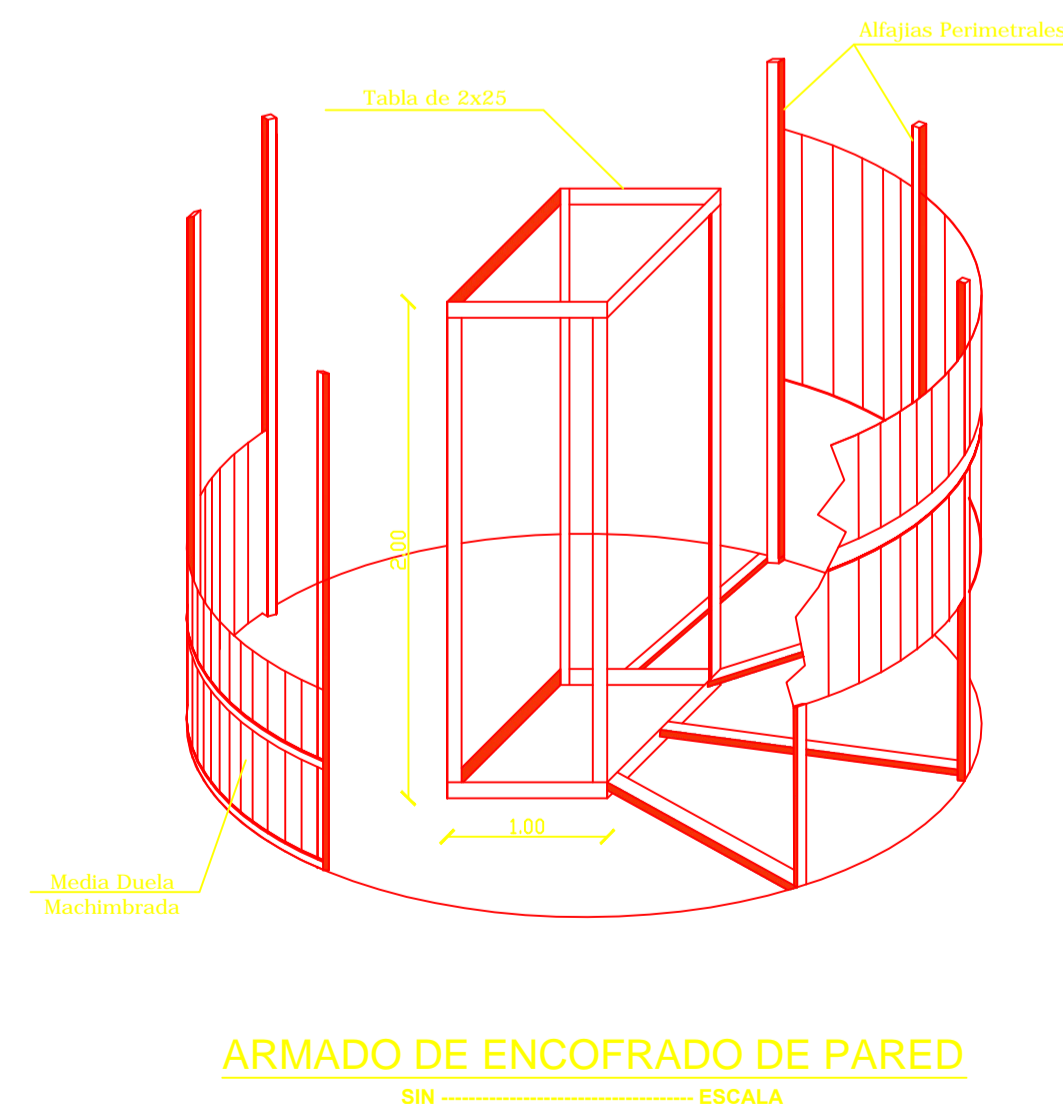 Alfajias Perimetrales
Tabla de 2x25
2.00
1.00
Media Duela
Machimbrada
ARMADO DE ENCOFRADO DE PARED
SIN ------------------------------------ ESCALA